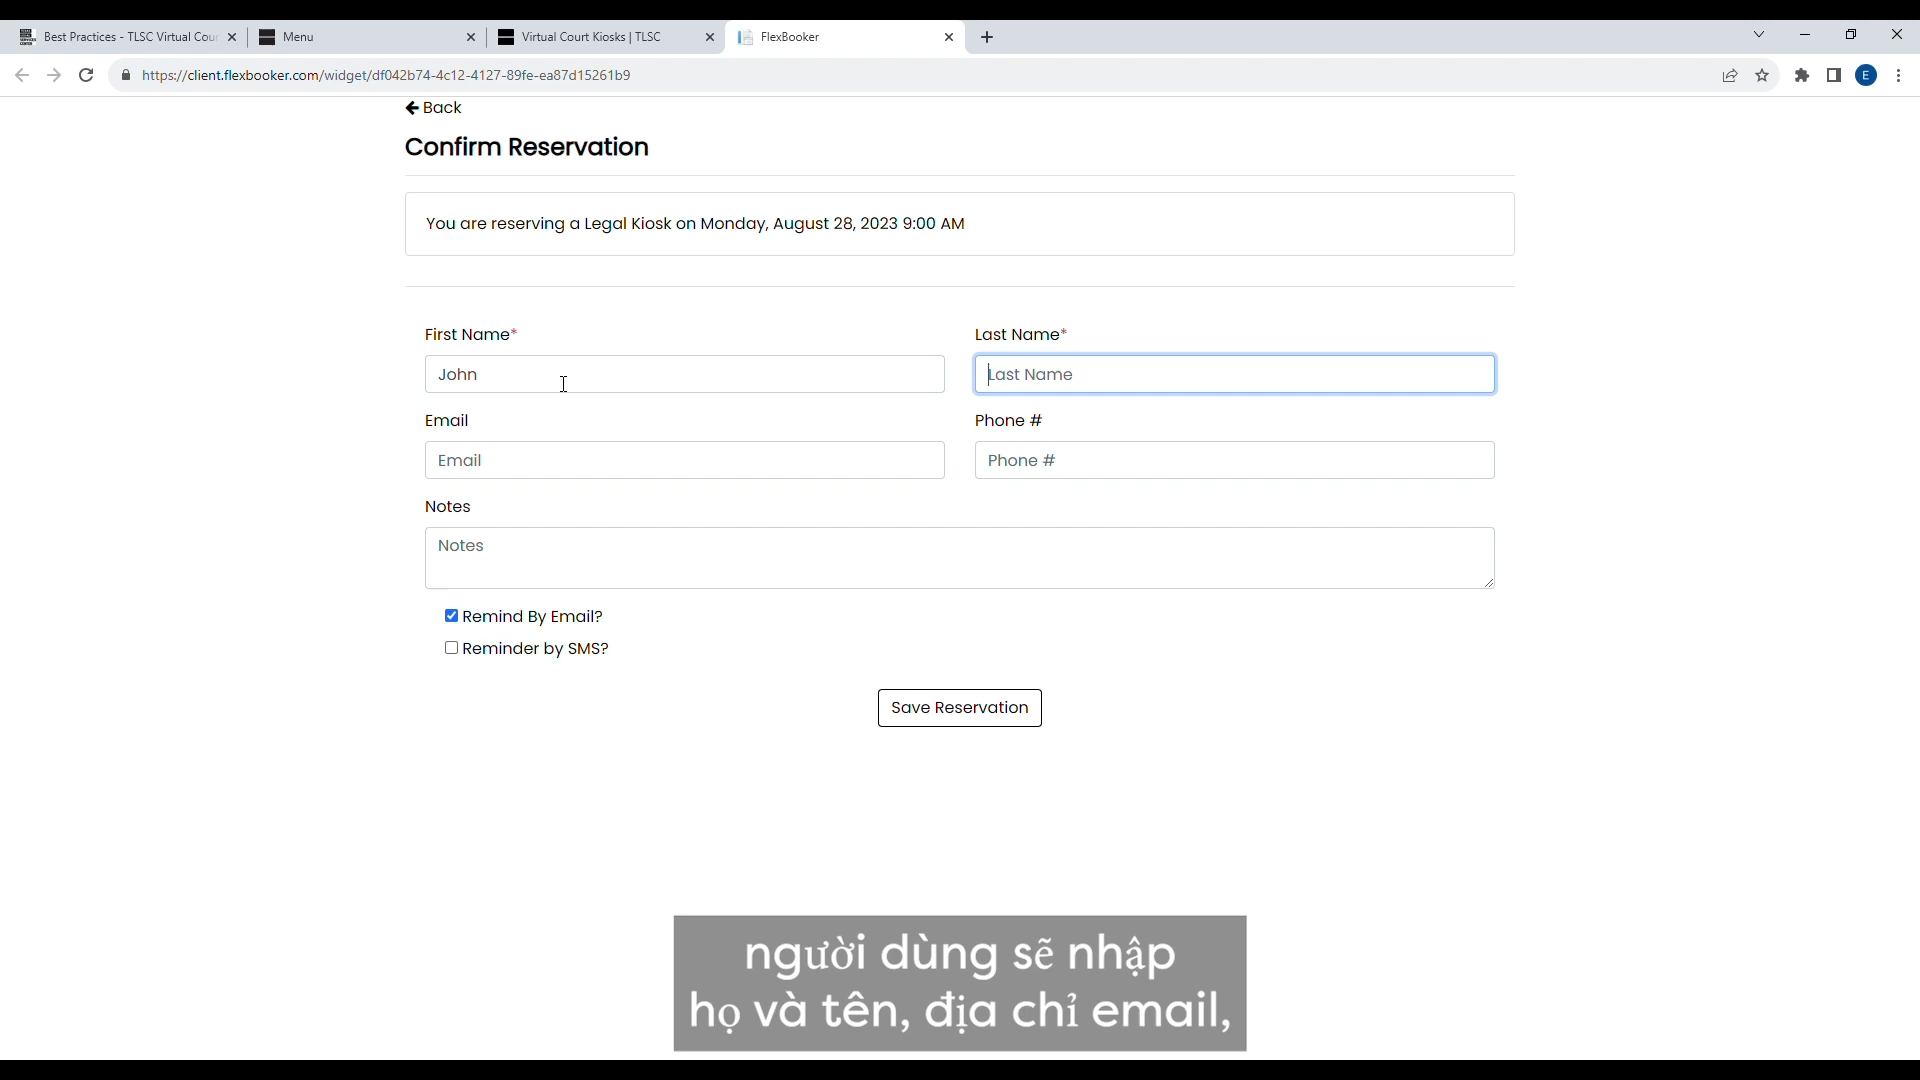 Best Practices - TLSC Virtual Cou
Menu
Virtual Court Kiosks | TLSC
FlexBooker
https://client.flexbooker.com/widget/df042b74-4c12-4127-89fe-ea87d15261b9
E
Back
Confirm Reservation
You are reserving a Legal Kiosk on Monday, August 28, 2023 9:00 AM
First Name*
Last Name*
John
Last Name
Email
Phone #
Email
Phone #
Notes
Notes
Remind By Email?
Reminder by SMS?
Save Reservation
người dùng sẽ nhập
họ và tên, địa chỉ email,